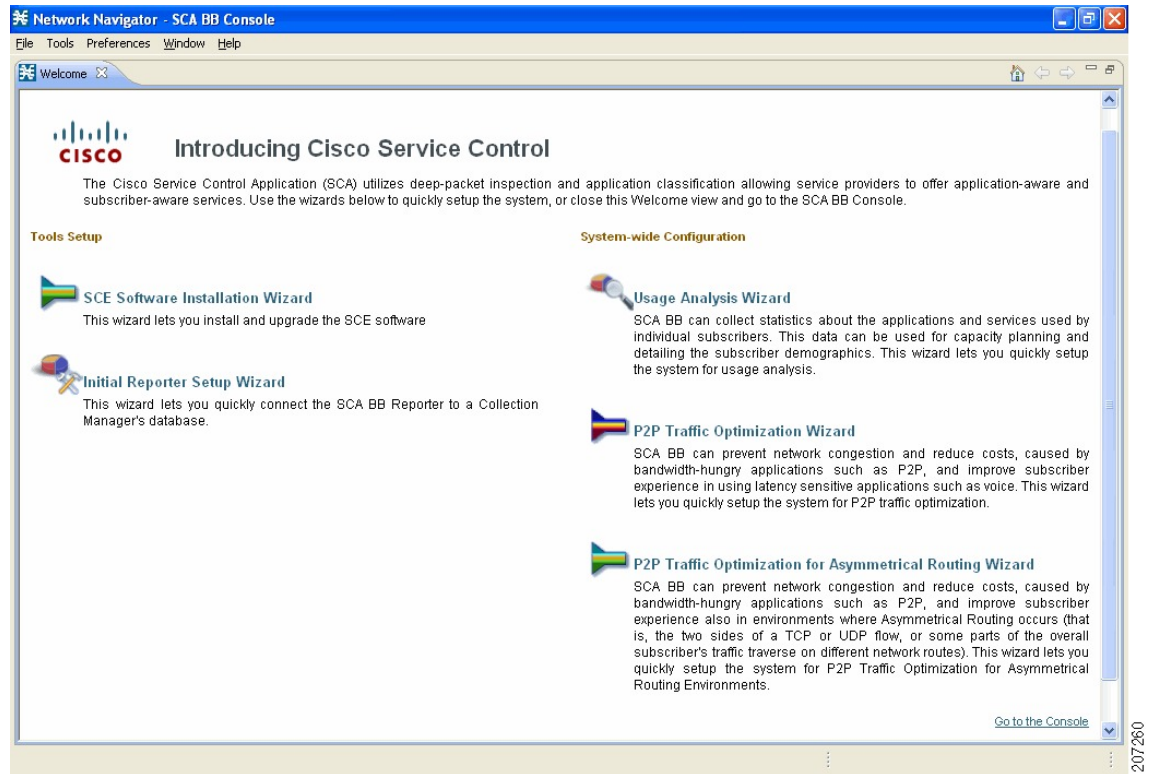 Network Navigator - SCA BB Console
File Tools Preferences Window Help
Welcome
CISCO
Introducing Cisco Service Control
The Cisco Service Control Application (SCA) utilizes deep-packet inspection and application classification allowing service providers to offer application-aware and
subscriber-aware services. Use the wizards below to quickly setup the system, or close this Welcome view and go to the SCA BB Console.
Tools Setup
SCE Software Installation Wizard
This wizard lets you install and upgrade the SCE software
Initial Reporter Setup Wizard
This wizard lets you quickly connect the SCA BB Reporter to a Collection
Manager's database.
System-wide Configuration
Usage Analysis Wizard
SCA BB can collect statistics about the applications and services used by
individual subscribers. This data can be used for capacity planning and
detailing the subscriber demographics. This wizard lets you quickly setup
the system for usage analysis.
P2P Traffic Optimization Wizard
SCA BB can prevent network congestion and reduce costs, caused by
bandwidth-hungry applications such as P2P, and improve subscriber
experience in using latency sensitive applications such as voice. This wizard
lets you quickly setup the system for P2P traffic optimization.
P2P Traffic Optimization for Asymmetrical Routing Wizard
SCA BB can prevent network congestion and reduce costs, caused by
bandwidth-hungry applications such as P2P, and improve subscriber
experience also in environments where Asymmetrical Routing occurs (that
is, the two sides of a TCP or UDP flow, or some parts of the overall
subscriber's traffic traverse on different network routes). This wizard lets you
quickly setup the system for P2P Traffic Optimization for Asymmetrical
Routing Environments.
Go to the Console
207260